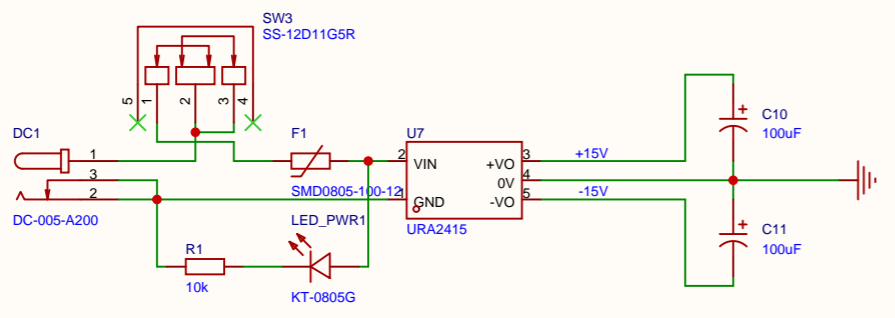 SW3
SS-12D11G5R
5
1
2
3
4
DC1
1
3
2
DC-005-A200
F1
SMD0805-100-12
U7
2
VIN
1
GND
+VO
3
0V
4
-VO
5
URA2415
+15V
-15V
C10
100uF
C11
100uF
LED_PWR1
KT-0805G
R1
10k